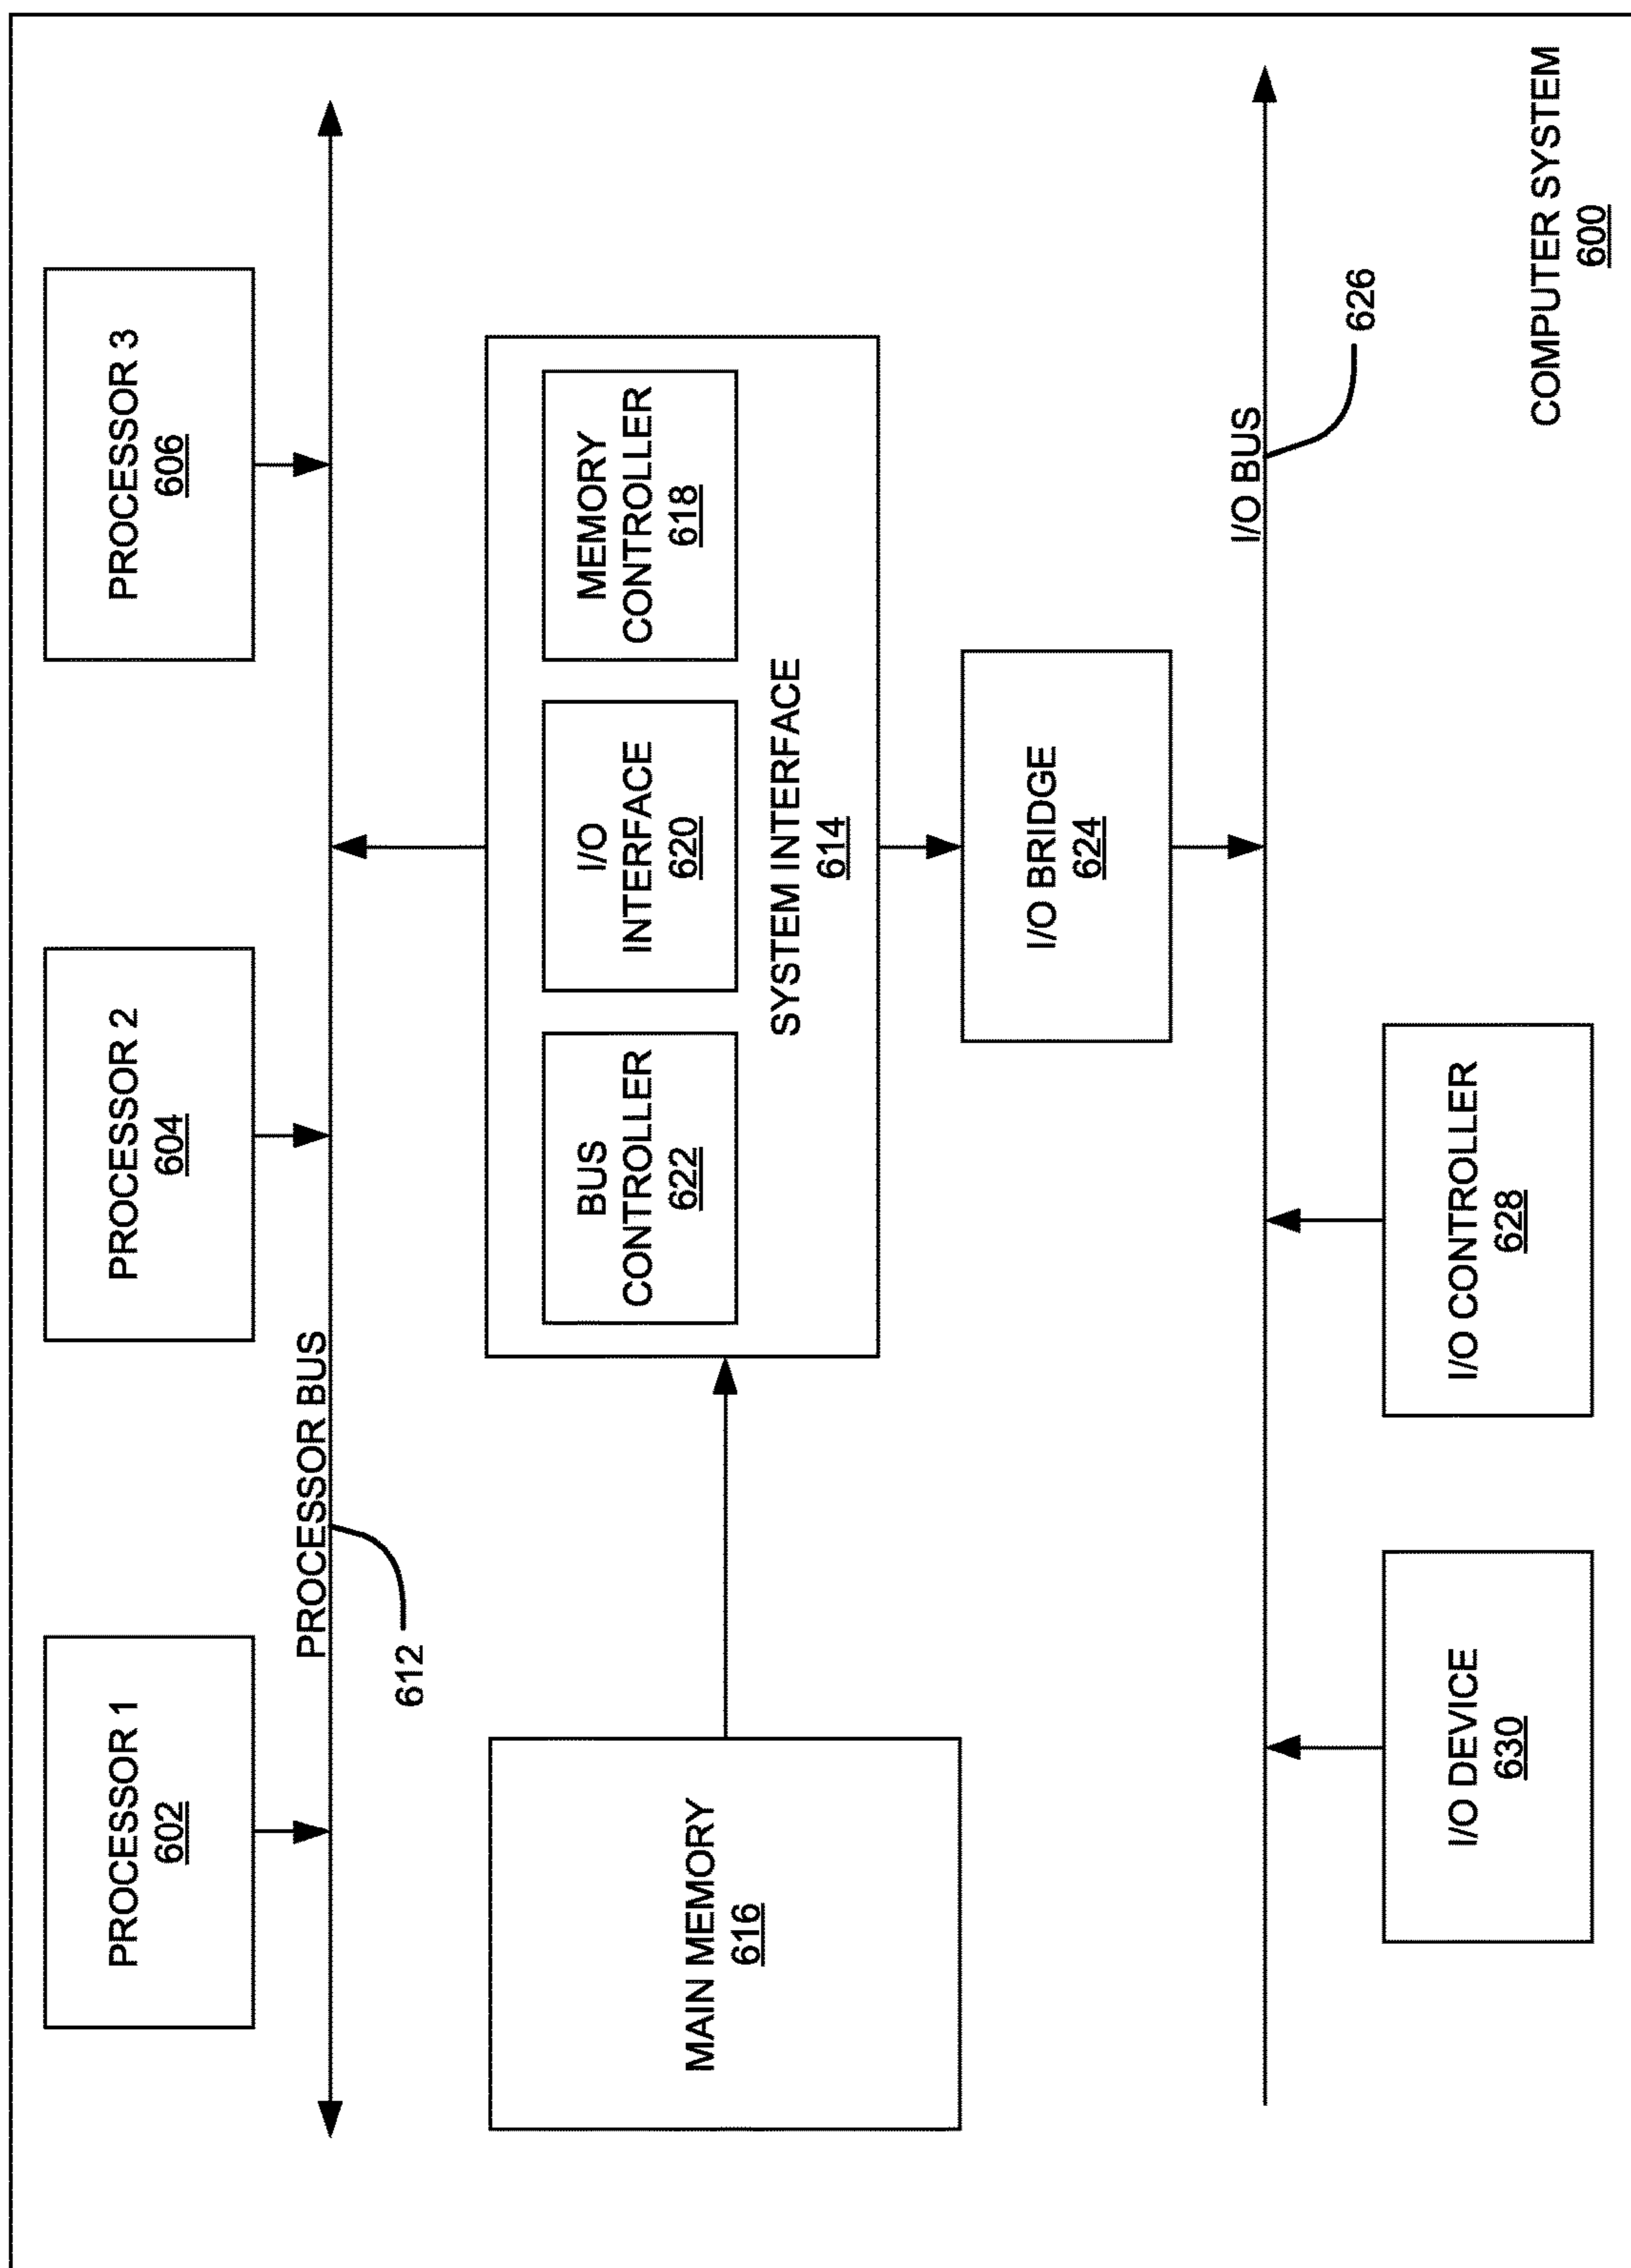 PROCESSOR 1
602
PROCESSOR 2
604
PROCESSOR 3
606
PROCESSOR BUS
612
MAIN MEMORY
616
BUS
CONTROLLER
622
I/O
INTERFACE
620
MEMORY
CONTROLLER
618
SYSTEM INTERFACE
614
I/O BRIDGE
624
I/O BUS
626
I/O DEVICE
630
I/O CONTROLLER
628
COMPUTER SYSTEM
600